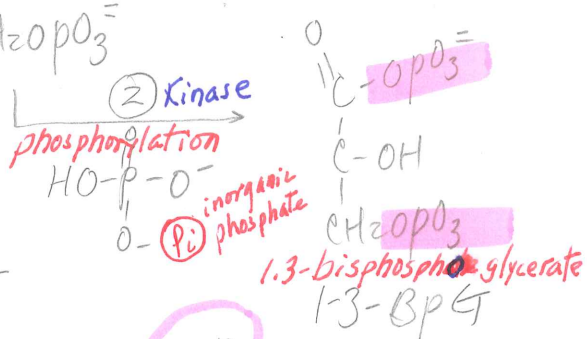 H2OPO3=
2 Kinase
phosphorylation
O
HO-P-O-
O-
Pi inorganic
phosphate
O
C-OPO3=
C-OH
CH2OPO3
1.3-bisphosphoglycerate
1-3-BPG